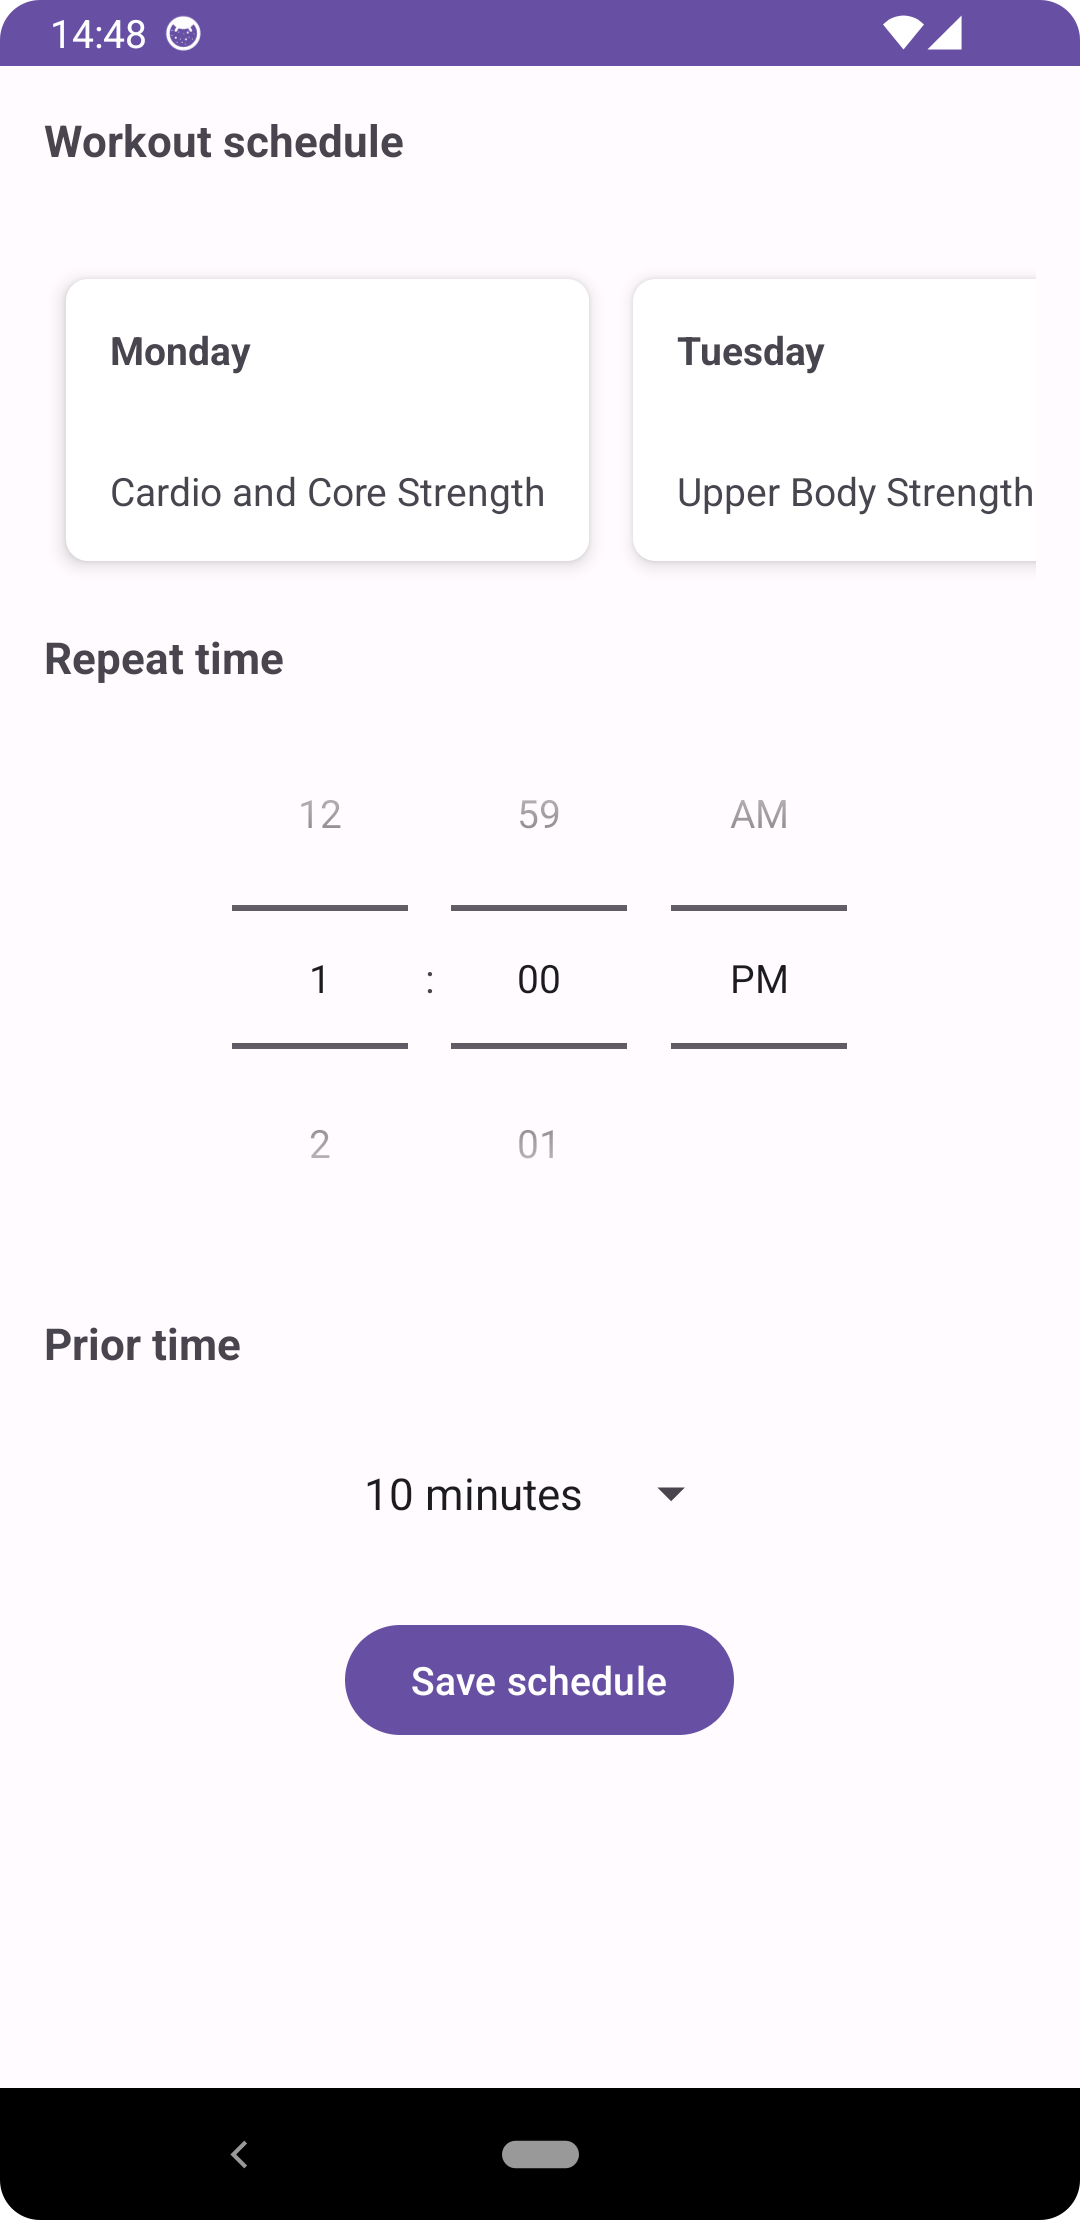 14:48
Workout schedule
Monday
Tuesday
Cardio and Core Strength
Upper Body Strength
Repeat time
12 59 AM
1 : 00 PM
2 01
Prior time
10 minutes
Save schedule